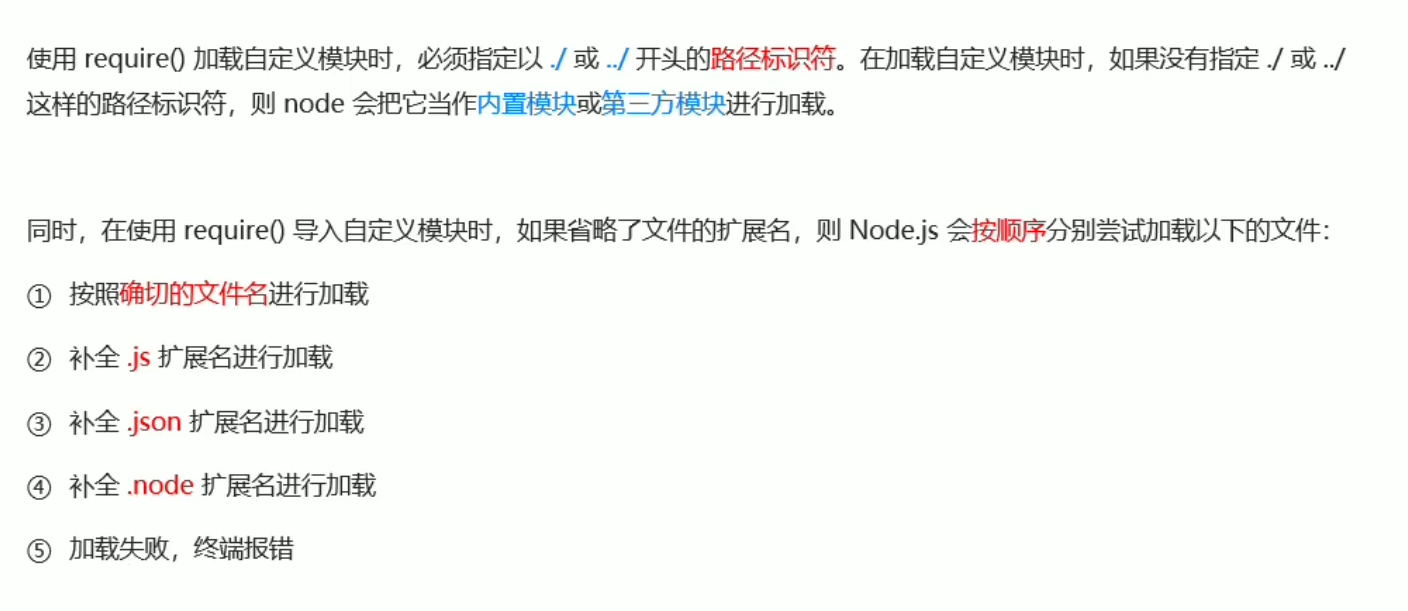 使用 require() 加载自定义模块时，必须指定以 ./ 或 ../ 开头的路径标识符。在加载自定义模块时，如果没有指定 ./ 或 ../
这样的路径标识符，则 node 会把它当作内置模块或第三方模块进行加载。
同时，在使用 require() 导入自定义模块时，如果省略了文件的扩展名，则 Node.js 会按顺序分别尝试加载以下的文件：
① 按照确切的文件名进行加载
② 补全 .js 扩展名进行加载
③ 补全 .json 扩展名进行加载
④ 补全 .node 扩展名进行加载
⑤ 加载失败，终端报错